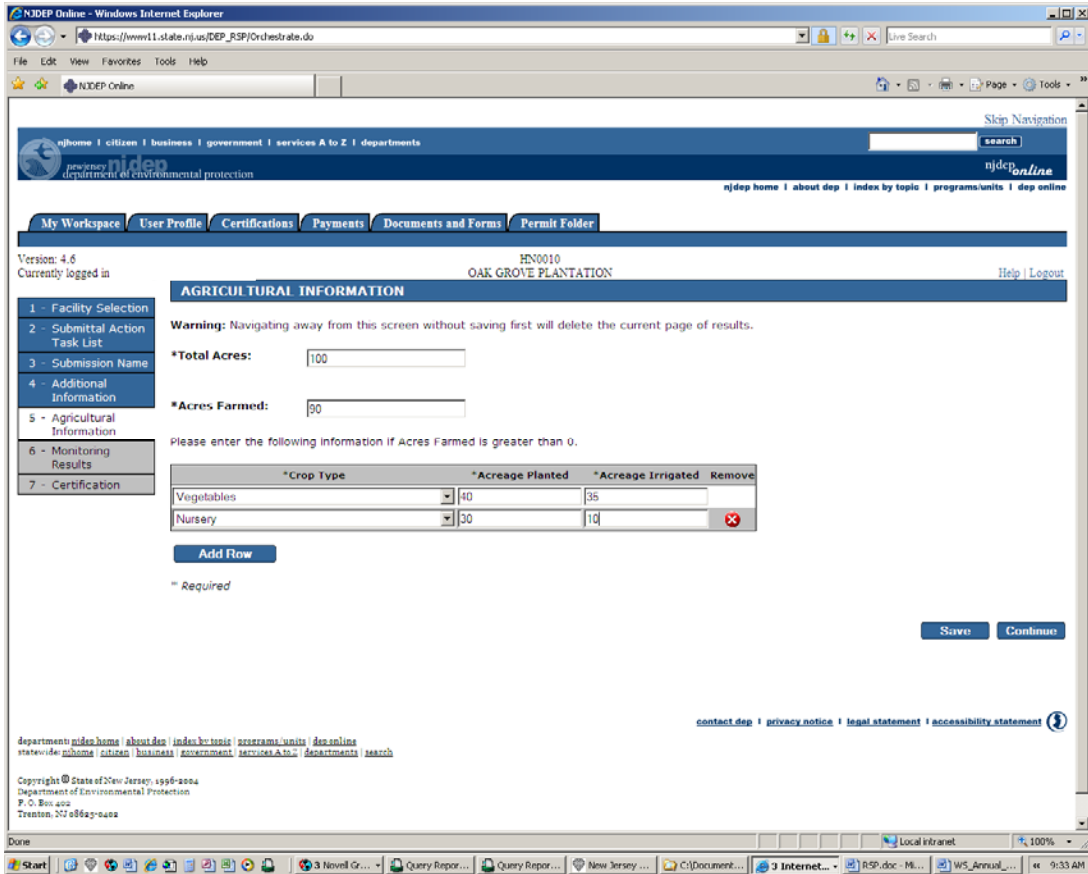 NJDEP Online - Windows Internet Explorer
https://www11.state.nj.us/DEP_RSP/Orchestrate.do
Live Search
File Edit View Favorites Tools Help
NJDEP Online
Page Tools
Skip Navigation
njhome | citizen | business | government | services A to Z | departments
search
new jersey njdep
department of environmental protection
njdep online
njdep home | about dep | index by topic | programs/units | dep online
My Workspace User Profile Certifications Payments Documents and Forms Permit Folder
Version: 4.6
HN0010
Currently logged in
OAK GROVE PLANTATION
Help | Logout
AGRICULTURAL INFORMATION
1 - Facility Selection
2 - Submittal Action Task List
3 - Submission Name
4 - Additional Information
5 - Agricultural Information
6 - Monitoring Results
7 - Certification
Warning: Navigating away from this screen without saving first will delete the current page of results.
*Total Acres: 100
*Acres Farmed: 90
Please enter the following information if Acres Farmed is greater than 0.
*Crop Type *Acreage Planted *Acreage Irrigated Remove
Vegetables 40 35
Nursery 30 10
Add Row
* Required
Save Continue
contact dep | privacy notice | legal statement | accessibility statement
department: njdep home | about dep | index by topic | programs/units | dep online
statewide: njhome | citizen | business | government | services A to Z | departments | search
Copyright © State of New Jersey, 1996-2004
Department of Environmental Protection
P. O. Box 402
Trenton, NJ 08625-0402
Done
Local intranet 100%
Start 3 Novell Gr... Query Repor... Query Repor... New Jersey ... C:\Document... 3 Internet... RSP.doc - Mi... WS_Annual_... 9:33 AM